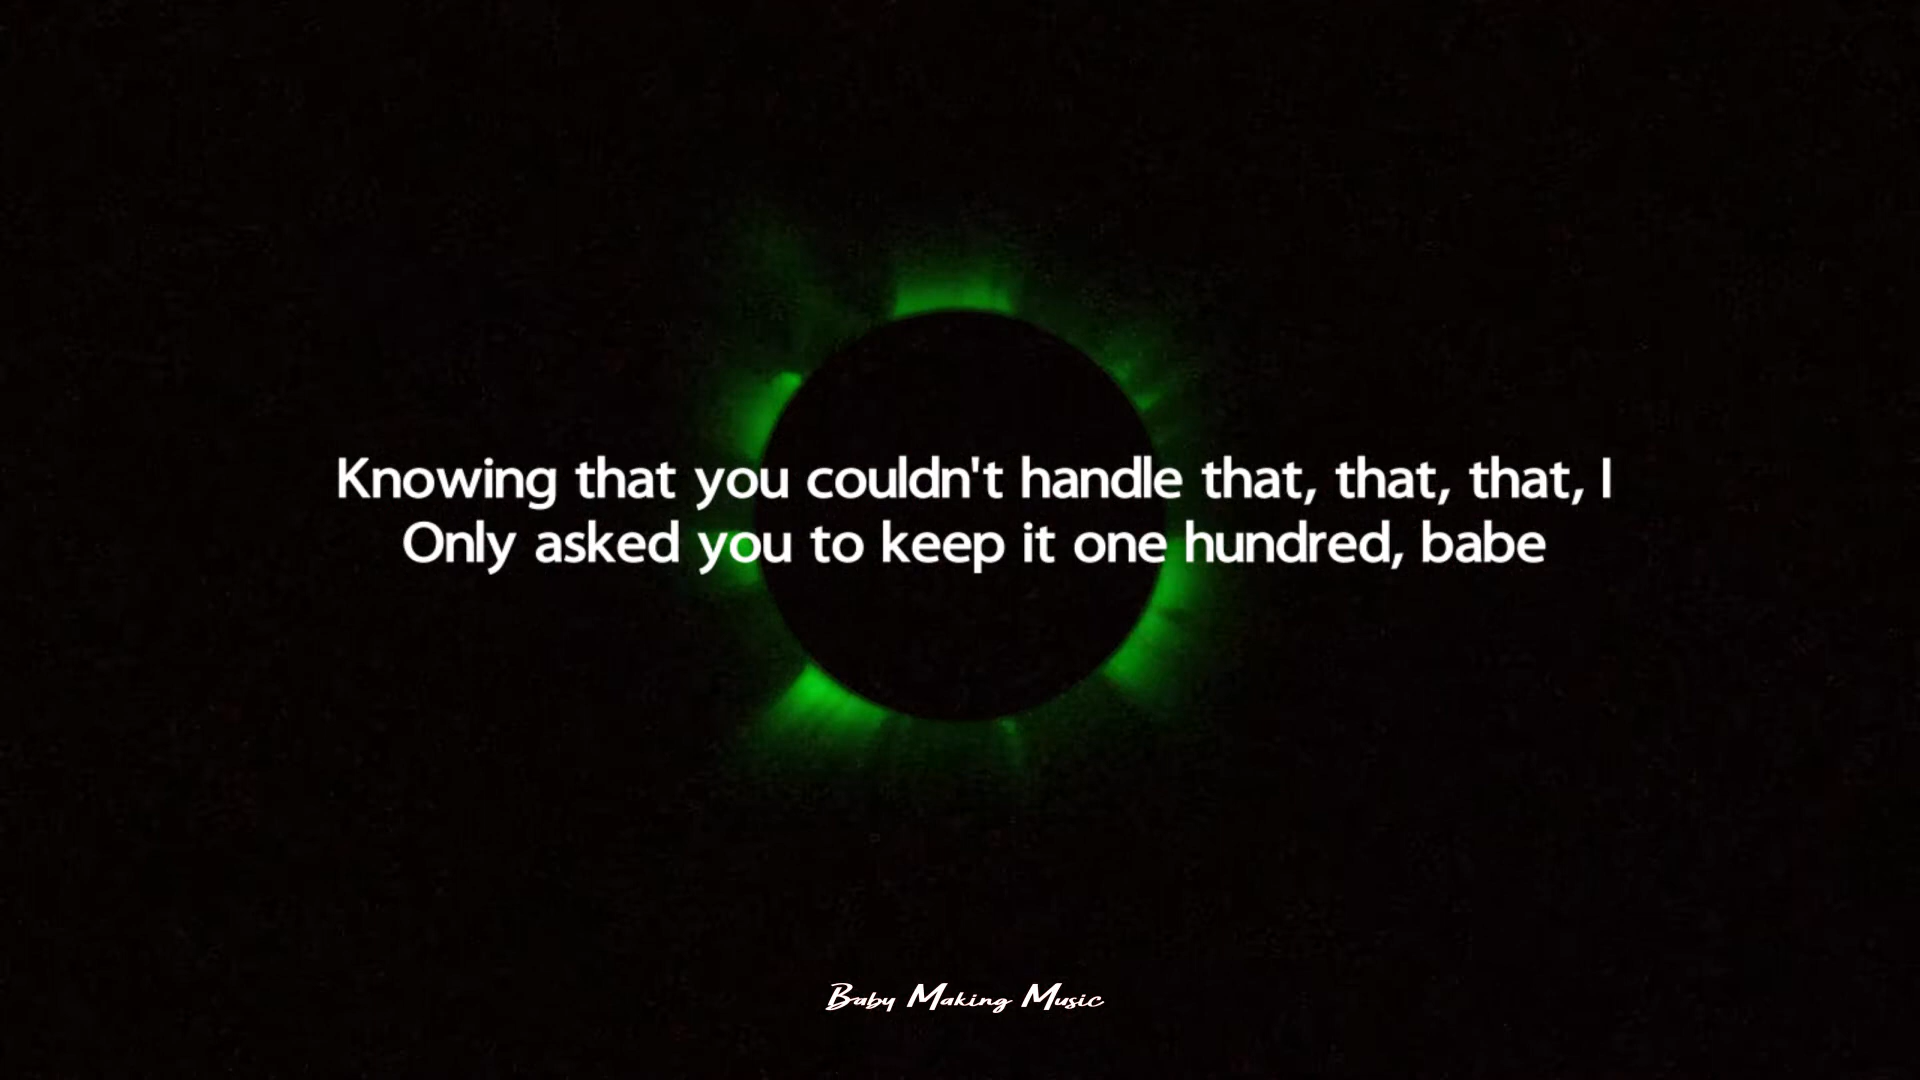 Knowing that you couldn't handle that, that, that, I
Only asked you to keep it one hundred, babe
Baby Making Music